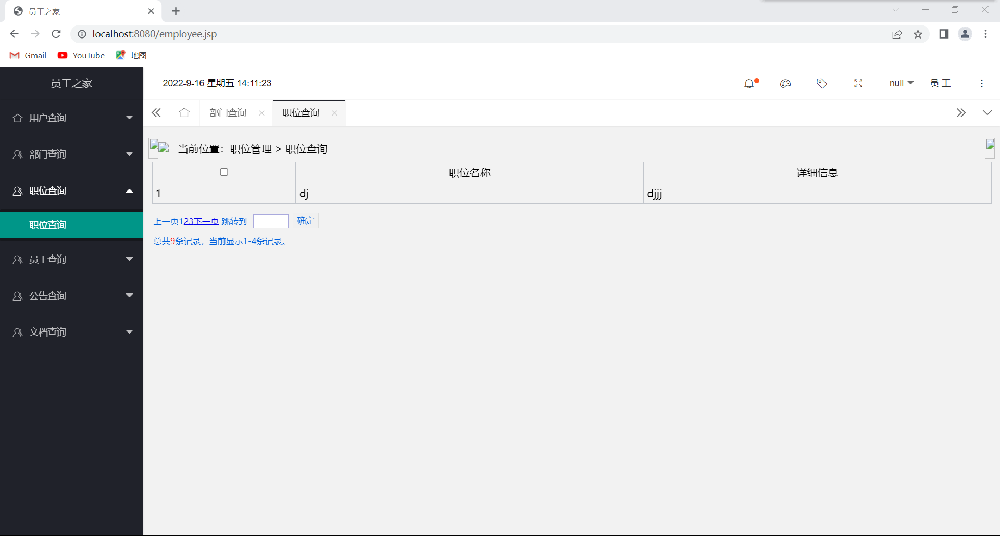 员工之家
localhost:8080/employee.jsp
Gmail YouTube 地图
员工之家
2022-9-16 星期五 14:11:23
null 员 工
用户查询
部门查询
职位查询
职位查询
员工查询
公告查询
文档查询
部门查询 职位查询
当前位置：职位管理 > 职位查询
职位名称 详细信息
1 dj djjj
上一页123下一页 跳转到 确定
总共9条记录，当前显示1-4条记录。